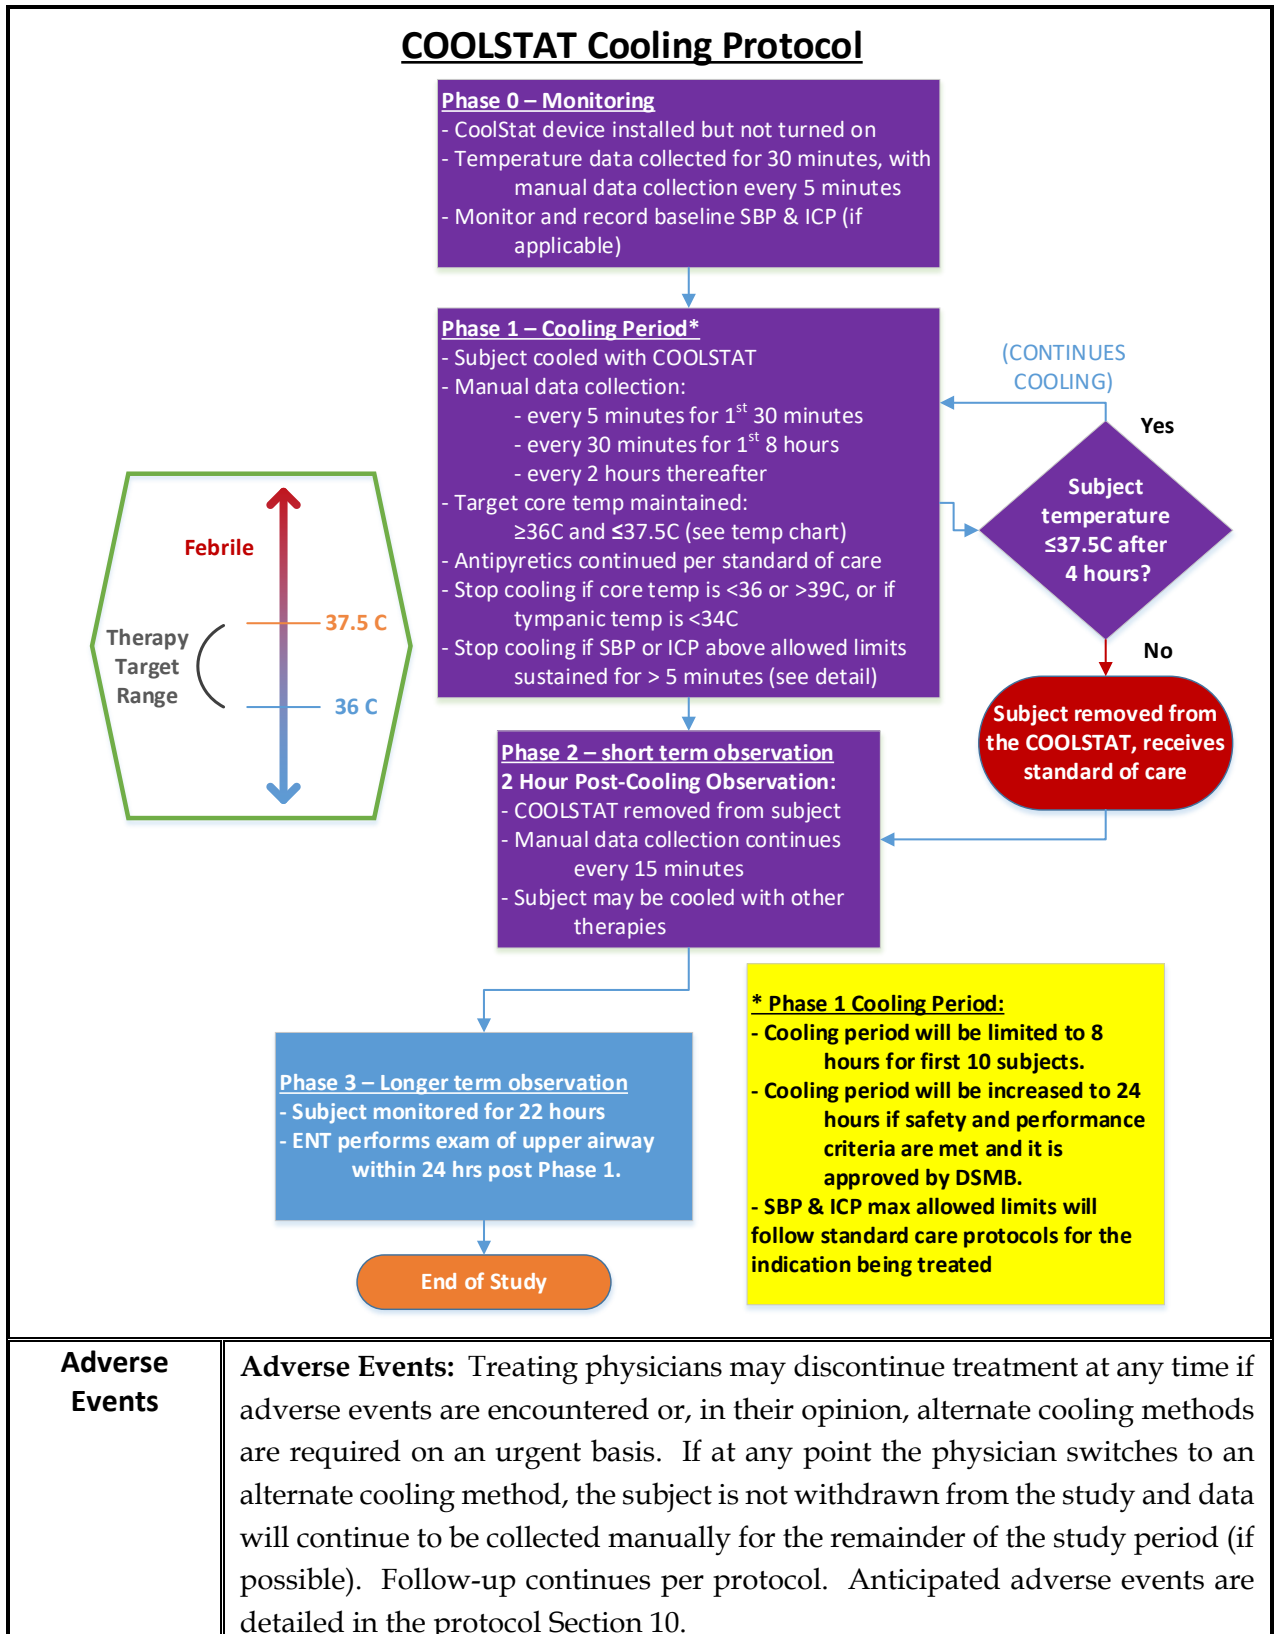 COOLSTAT Cooling Protocol
Phase 0 – Monitoring
- CoolStat device installed but not turned on
- Temperature data collected for 30 minutes, with
manual data collection every 5 minutes
- Monitor and record baseline SBP & ICP (if
applicable)
Phase 1 – Cooling Period*
- Subject cooled with COOLSTAT
- Manual data collection:
- every 5 minutes for 1st 30 minutes
- every 30 minutes for 1st 8 hours
- every 2 hours thereafter
- Target core temp maintained:
≥36C and ≤37.5C (see temp chart)
- Antipyretics continued per standard of care
- Stop cooling if core temp is <36 or >39C, or if
tympanic temp is <34C
- Stop cooling if SBP or ICP above allowed limits
sustained for > 5 minutes (see detail)
(CONTINUES
COOLING)
Yes
Subject
temperature
≤37.5C after
4 hours?
No
Subject removed from
the COOLSTAT, receives
standard of care
Febrile
37.5 C
Therapy
Target
Range
36 C
Phase 2 – short term observation
2 Hour Post-Cooling Observation:
- COOLSTAT removed from subject
- Manual data collection continues
every 15 minutes
- Subject may be cooled with other
therapies
Phase 3 – Longer term observation
- Subject monitored for 22 hours
- ENT performs exam of upper airway
within 24 hrs post Phase 1.
End of Study
* Phase 1 Cooling Period:
- Cooling period will be limited to 8
hours for first 10 subjects.
- Cooling period will be increased to 24
hours if safety and performance
criteria are met and it is
approved by DSMB.
- SBP & ICP max allowed limits will
follow standard care protocols for the
indication being treated
Adverse
Events
Adverse Events: Treating physicians may discontinue treatment at any time if
adverse events are encountered or, in their opinion, alternate cooling methods
are required on an urgent basis. If at any point the physician switches to an
alternate cooling method, the subject is not withdrawn from the study and data
will continue to be collected manually for the remainder of the study period (if
possible). Follow-up continues per protocol. Anticipated adverse events are
detailed in the protocol Section 10.